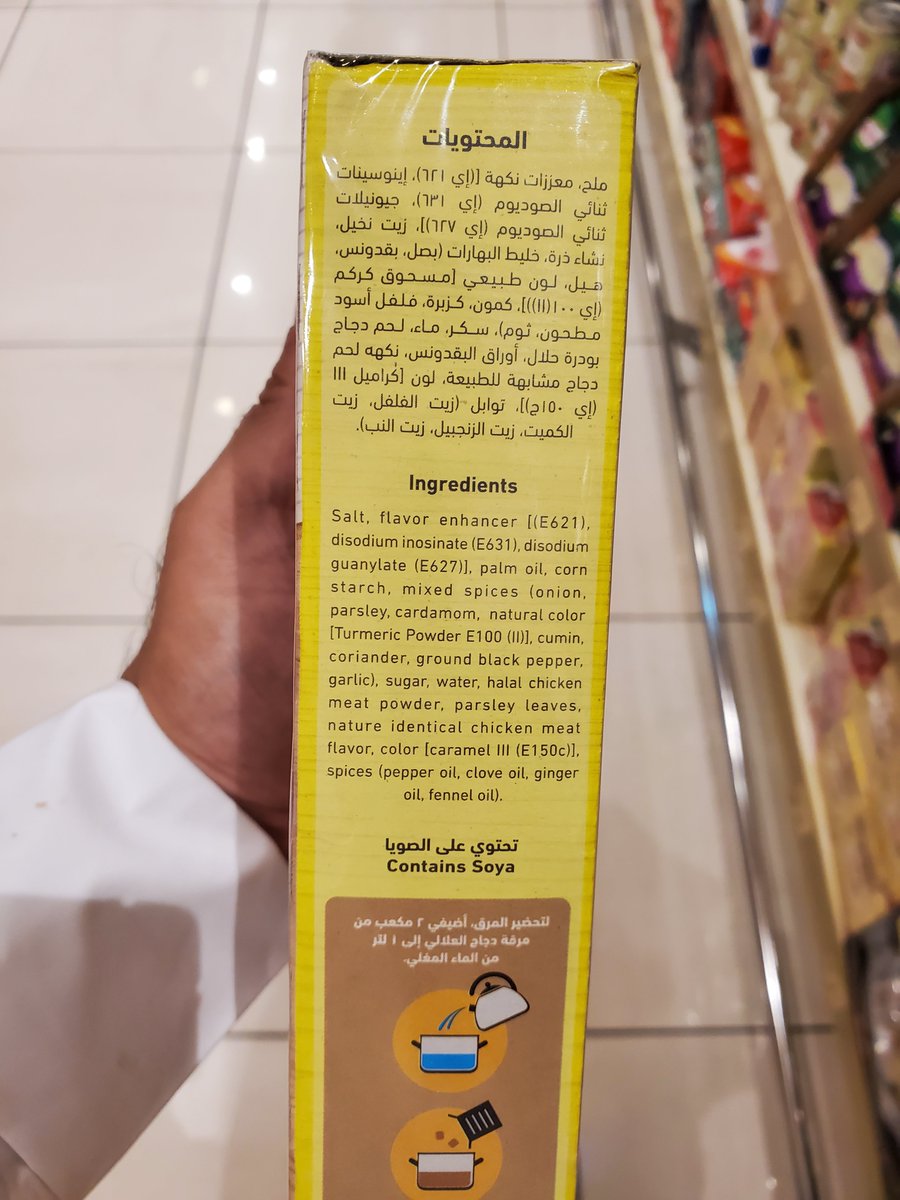 المحتويات
ملح، معززات نكهة [(إي ٦٢١)، إينوسينات
ثنائي الصوديوم (إي ٦٣١)، جيونيلات
ثنائي الصوديوم (إي ٦٢٧)]، زيت نخيل،
نشاء ذرة، خليط البهارات (بصل، بقدونس،
هيل، لون طبيعي [مسحوق كركم
(إي ١٠٠(II))]، كمون، كزبرة، فلفل أسود
مطحون، ثوم)، سكر، ماء، لحم دجاج
بودرة حلال، أوراق البقدونس، نكهه لحم
دجاج مشابهة للطبيعة، لون [كراميل III
(إي ١٥٠ج)]، توابل (زيت الفلفل، زيت
الكميت، زيت الزنجبيل، زيت النب).
Ingredients
Salt, flavor enhancer [(E621),
disodium inosinate (E631), disodium
guanylate (E627)], palm oil, corn
starch, mixed spices (onion,
parsley, cardamom, natural color
[Turmeric Powder E100 (II)], cumin,
coriander, ground black pepper,
garlic), sugar, water, halal chicken
meat powder, parsley leaves,
nature identical chicken meat
flavor, color [caramel III (E150c)],
spices (pepper oil, clove oil, ginger
oil, fennel oil).
تحتوي على الصويا
Contains Soya
لتحضير المرق، أضيفي ٢ مكعب من
مرقة دجاج العلالي إلى ١ لتر
من الماء المغلي.